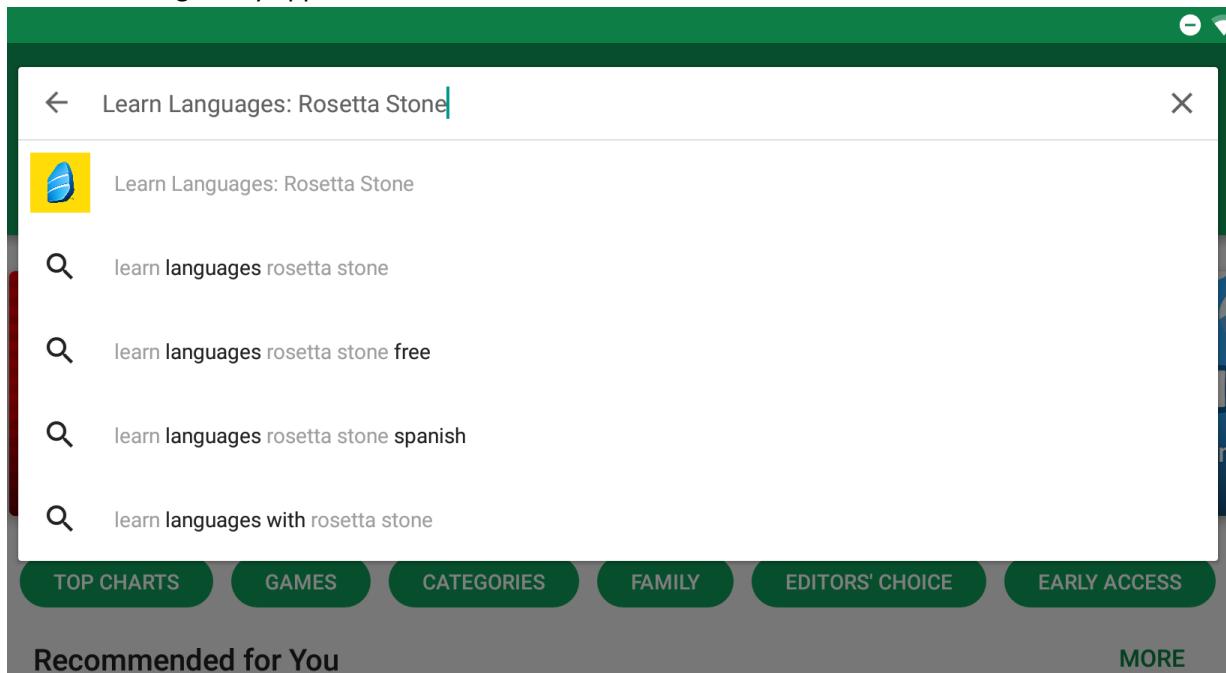 Learn Languages: Rosetta Stone
Learn Languages: Rosetta Stone
learn languages rosetta stone
learn languages rosetta stone free
learn languages rosetta stone spanish
learn languages with rosetta stone
TOP CHARTS GAMES CATEGORIES FAMILY EDITORS' CHOICE EARLY ACCESS
Recommended for You MORE